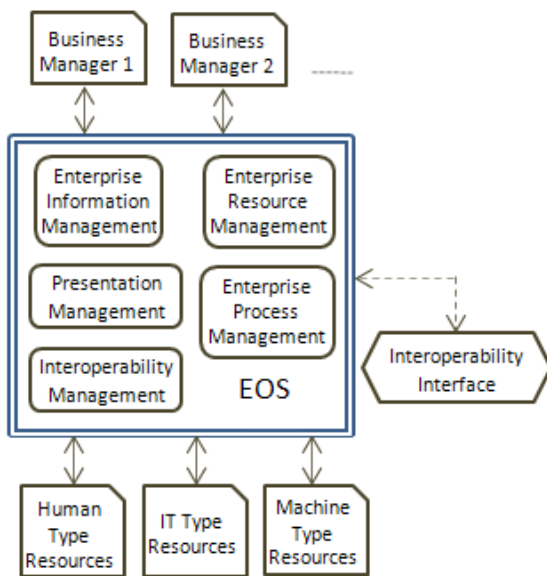 Business
Manager 1
Business
Manager 2
Enterprise
Information
Management
Enterprise
Resource
Management
Presentation
Management
Enterprise
Process
Management
Interoperability
Management
EOS
Interoperability
Interface
Human
Type
Resources
IT Type
Resources
Machine
Type
Resources